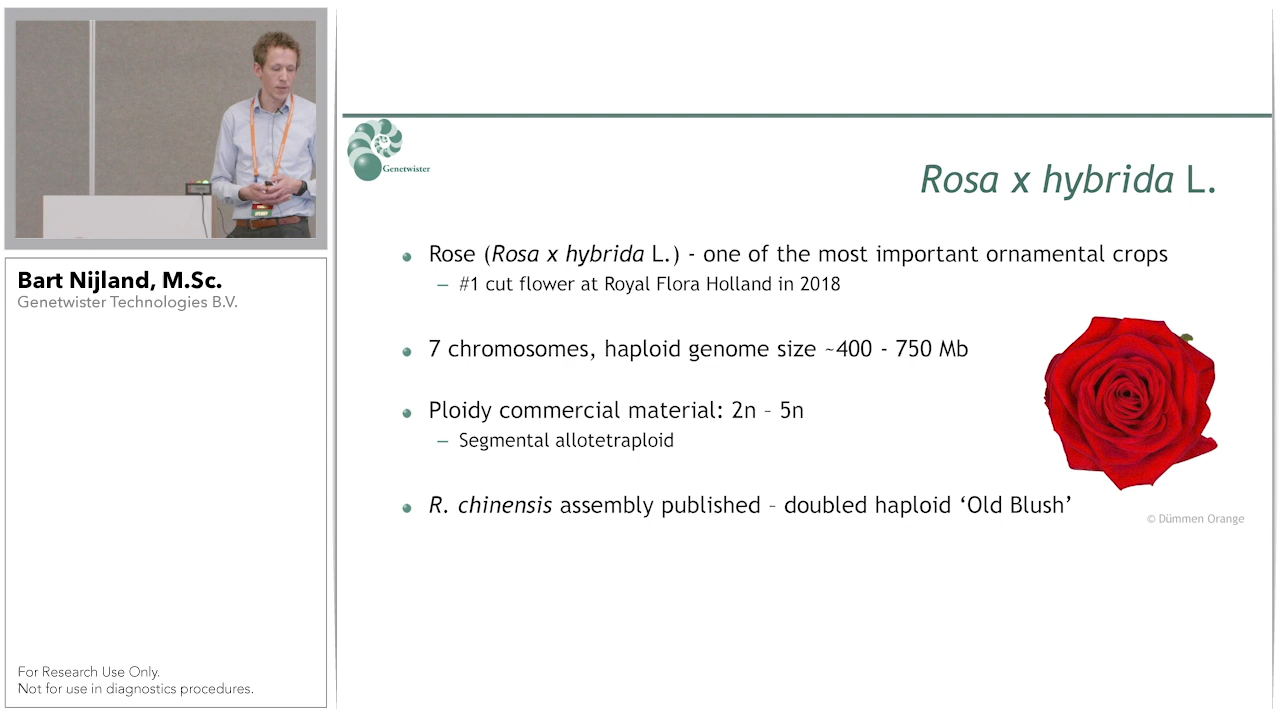 Bart Nijland, M.Sc.
Genetwister Technologies B.V.
For Research Use Only.
Not for use in diagnostics procedures.
Genetwister
Rosa x hybrida L.
Rose (Rosa x hybrida L.) - one of the most important ornamental crops
– #1 cut flower at Royal Flora Holland in 2018
7 chromosomes, haploid genome size ~400 - 750 Mb
Ploidy commercial material: 2n – 5n
– Segmental allotetraploid
R. chinensis assembly published – doubled haploid ‘Old Blush’
© Dümmen Orange